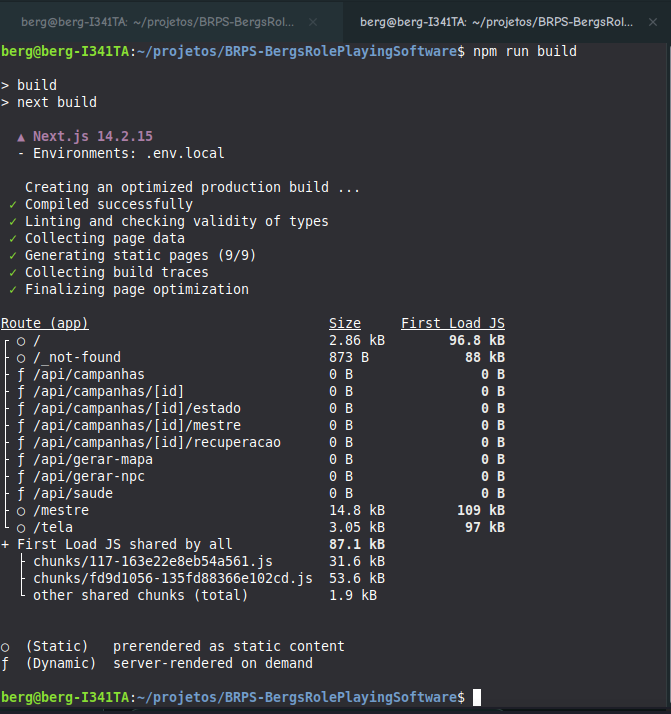 berg@berg-I341TA: ~/projetos/BRPS-BergsRol... × berg@berg-I341TA: ~/projetos/BRPS-BergsRolePlayingSo... ×
berg@berg-I341TA:~/projetos/BRPS-BergsRolePlayingSoftware$ npm run build
> build
> next build
▲ Next.js 14.2.15
- Environments: .env.local
Creating an optimized production build ...
✓ Compiled successfully
✓ Linting and checking validity of types
✓ Collecting page data
✓ Generating static pages (9/9)
✓ Collecting build traces
✓ Finalizing page optimization
Route (app) Size First Load JS
┌ ○ / 2.86 kB 96.8 kB
├ ○ /_not-found 873 B 88 kB
├ ƒ /api/campanhas 0 B 0 B
├ ƒ /api/campanhas/[id] 0 B 0 B
├ ƒ /api/campanhas/[id]/estado 0 B 0 B
├ ƒ /api/campanhas/[id]/mestre 0 B 0 B
├ ƒ /api/campanhas/[id]/recuperacao 0 B 0 B
├ ƒ /api/gerar-mapa 0 B 0 B
├ ƒ /api/gerar-npc 0 B 0 B
├ ƒ /api/saude 0 B 0 B
├ ○ /mestre 14.8 kB 109 kB
└ ○ /tela 3.05 kB 97 kB
+ First Load JS shared by all 87.1 kB
├ chunks/117-163e22e8eb54a561.js 31.6 kB
├ chunks/fd9d1056-135fd88366e102cd.js 53.6 kB
└ other shared chunks (total) 1.9 kB
○ (Static) prerendered as static content
ƒ (Dynamic) server-rendered on demand
berg@berg-I341TA:~/projetos/BRPS-BergsRolePlayingSoftware$